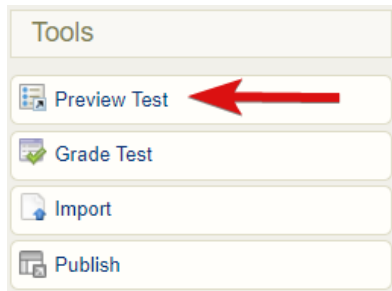 Tools
Preview Test
Grade Test
Import
Publish